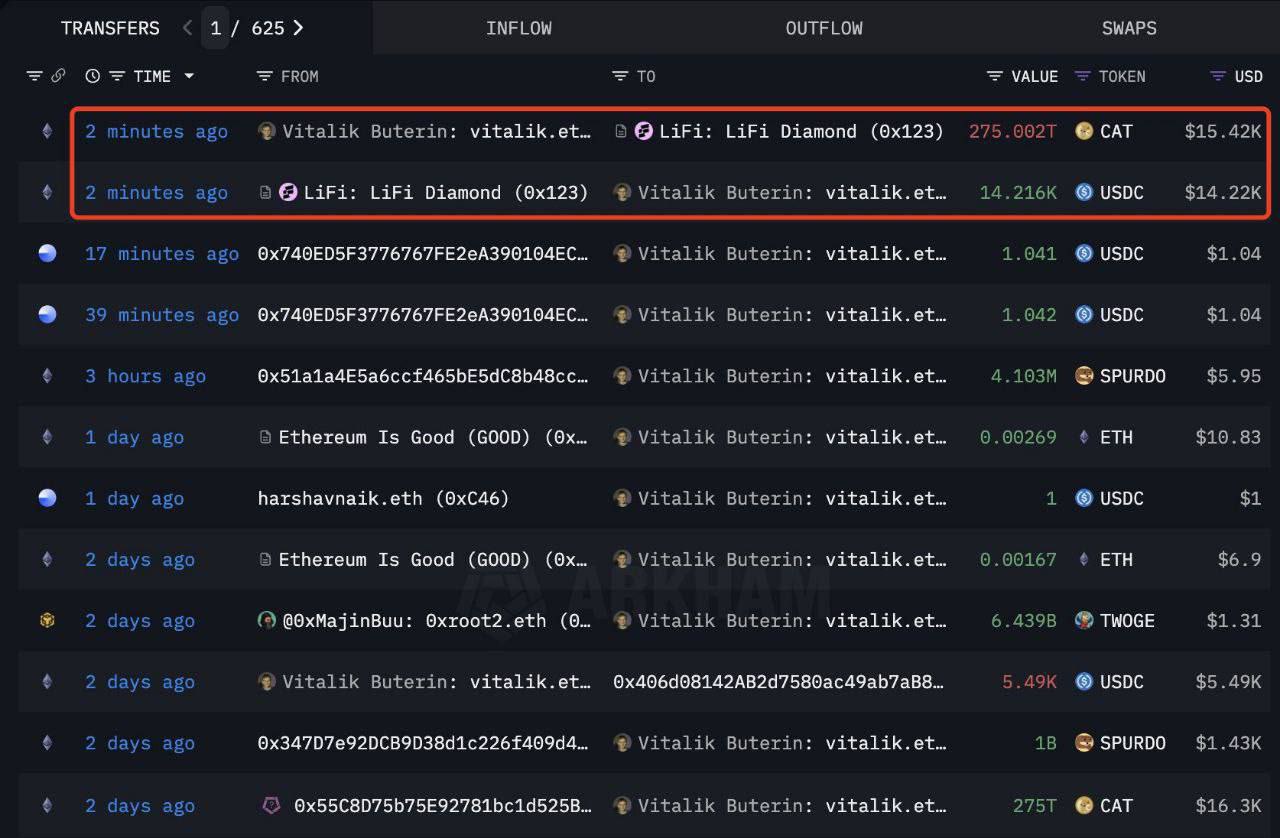 TRANSFERS 1 / 625 INFLOW OUTFLOW SWAPS
TIME FROM TO VALUE TOKEN USD
2 minutes ago Vitalik Buterin: vitalik.et… LiFi: LiFi Diamond (0x123) 275.002T CAT $15.42K
2 minutes ago LiFi: LiFi Diamond (0x123) Vitalik Buterin: vitalik.et… 14.216K USDC $14.22K
17 minutes ago 0x740ED5F3776767FE2eA390104EC… Vitalik Buterin: vitalik.et… 1.041 USDC $1.04
39 minutes ago 0x740ED5F3776767FE2eA390104EC… Vitalik Buterin: vitalik.et… 1.042 USDC $1.04
3 hours ago 0x51a1a4E5a6ccf465bE5dC8b48cc… Vitalik Buterin: vitalik.et… 4.103M SPURDO $5.95
1 day ago Ethereum Is Good (GOOD) (0x… Vitalik Buterin: vitalik.et… 0.00269 ETH $10.83
1 day ago harshavnaik.eth (0xC46) Vitalik Buterin: vitalik.et… 1 USDC $1
2 days ago Ethereum Is Good (GOOD) (0x… Vitalik Buterin: vitalik.et… 0.00167 ETH $6.9
ARKHAM
2 days ago @0xMajinBuu: 0xroot2.eth (0… Vitalik Buterin: vitalik.et… 6.439B TWOGE $1.31
2 days ago Vitalik Buterin: vitalik.et… 0x406d08142AB2d7580ac49ab7aB8… 5.49K USDC $5.49K
2 days ago 0x347D7e92DCB9D38d1c226f409d4… Vitalik Buterin: vitalik.et… 1B SPURDO $1.43K
2 days ago 0x55C8D75b75E92781bc1d525B… Vitalik Buterin: vitalik.et… 275T CAT $16.3K